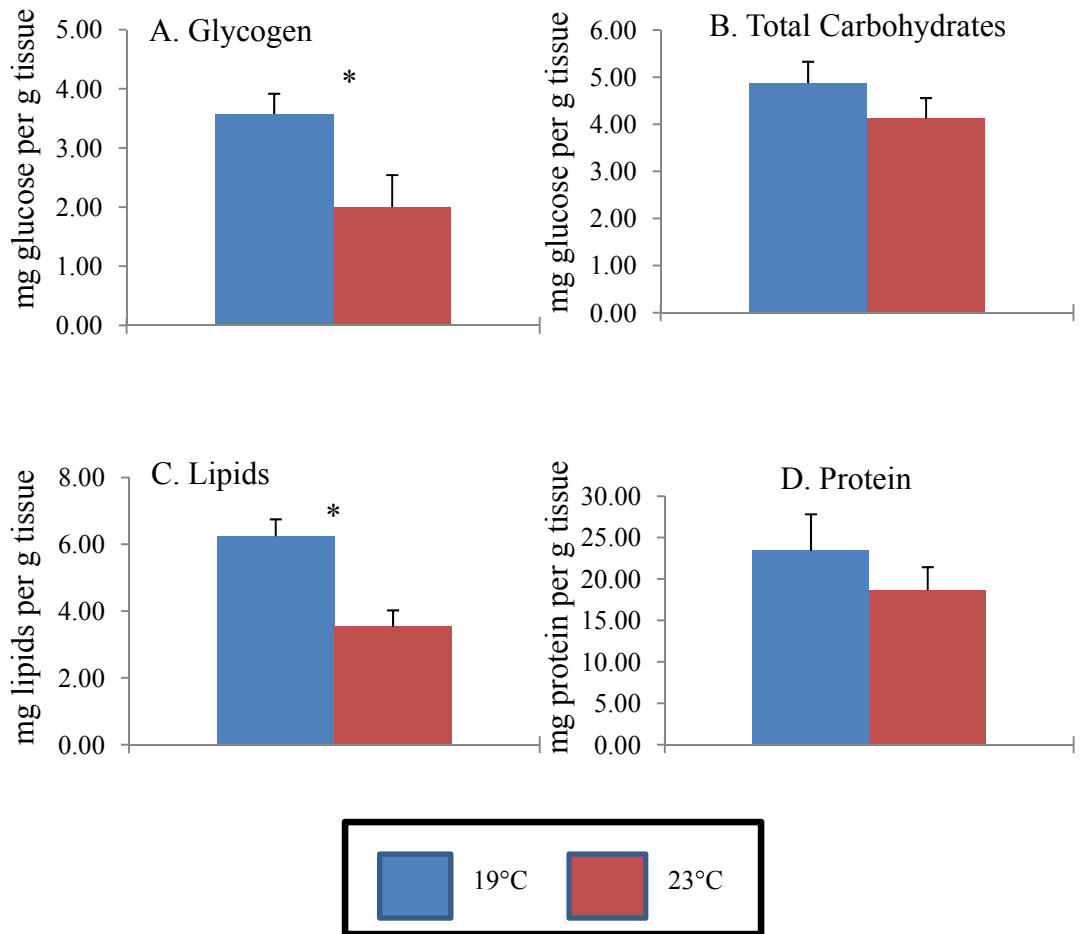 A. Glycogen
mg glucose per g tissue
5.00
4.00
3.00
2.00
1.00
0.00
*
B. Total Carbohydrates
mg glucose per g tissue
6.00
5.00
4.00
3.00
2.00
1.00
0.00
C. Lipids
mg lipids per g tissue
8.00
6.00
4.00
2.00
0.00
*
D. Protein
mg protein per g tissue
30.00
25.00
20.00
15.00
10.00
5.00
0.00
19°C
23°C